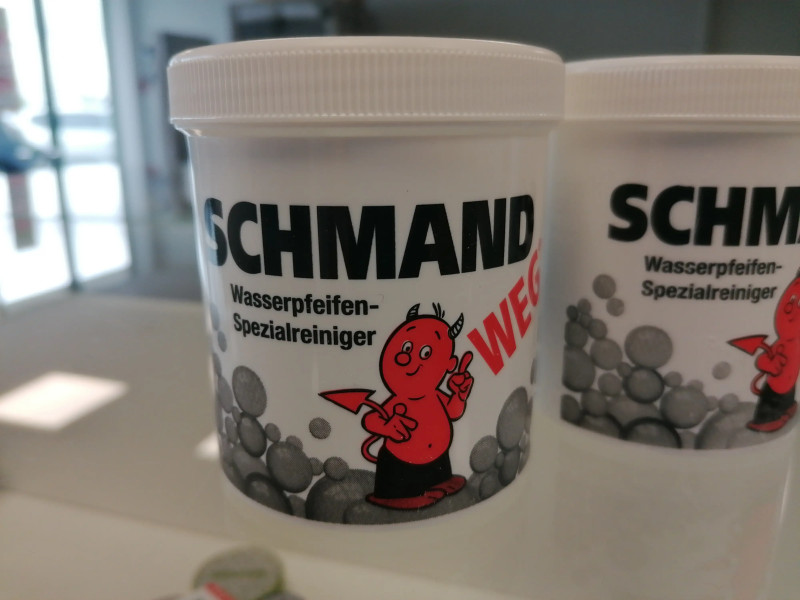 SCHMAND
Wasserpfeifen-
Spezialreiniger
WEG
SCHM
Wasserpfeifen-
Spezialreiniger